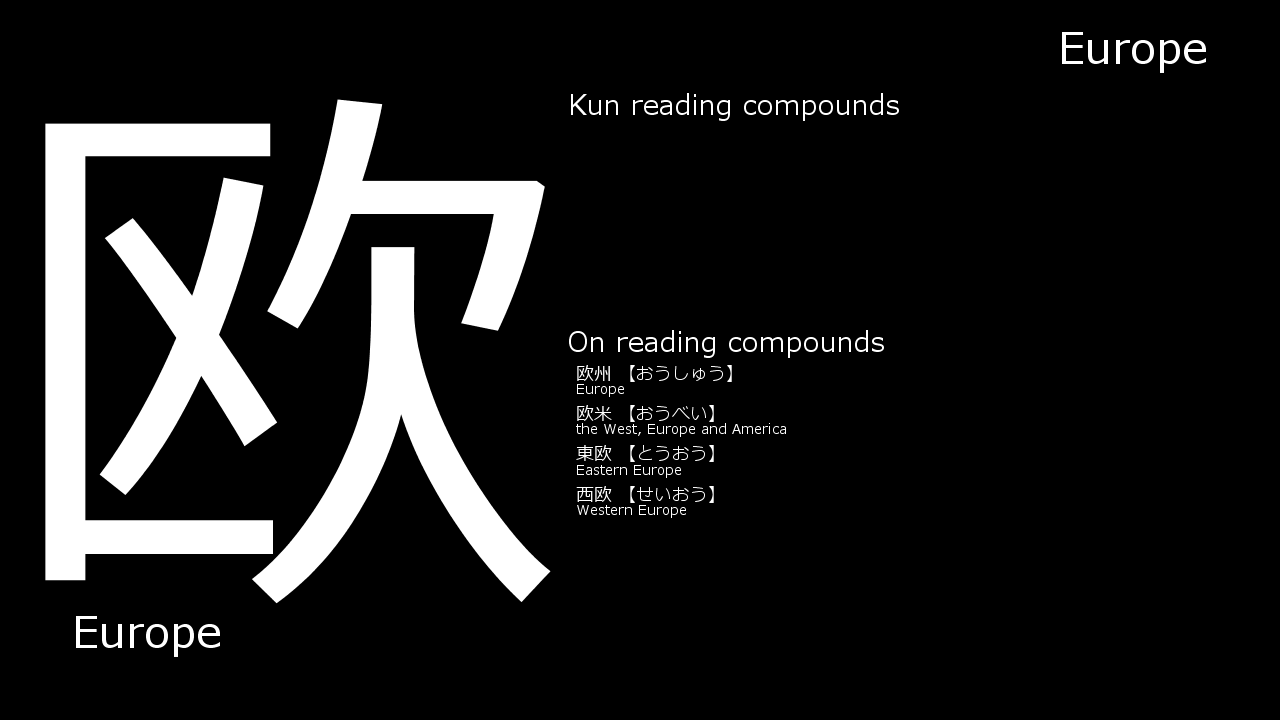 Europe
欧
Kun reading compounds
On reading compounds
欧州 【おうしゅう】
Europe
欧米 【おうべい】
the West, Europe and America
東欧 【とうおう】
Eastern Europe
西欧 【せいおう】
Western Europe
Europe